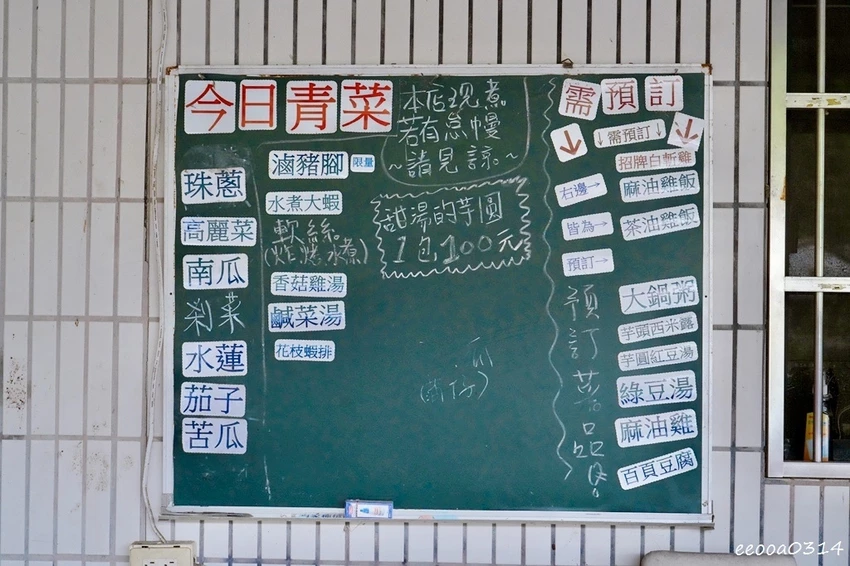 今日青菜
珠蔥
高麗菜
南瓜
剎菜
水蓮
茄子
苦瓜
滷豬腳 限量
水煮大蝦
軟絲
(炸.烤.水煮)
香菇雞湯
鹹菜湯
花枝蝦排
本店現煮
若有怠慢
~請見諒~
甜湯的芋圓
1包100元
需預訂
↓需預訂↓
↓
↓
右邊→
皆為→
預訂→
預訂菜品
招牌白斬雞
麻油雞飯
茶油雞飯
大鍋粥
芋頭西米露
芋圓紅豆湯
綠豆湯
麻油雞
百頁豆腐
eeooa0314